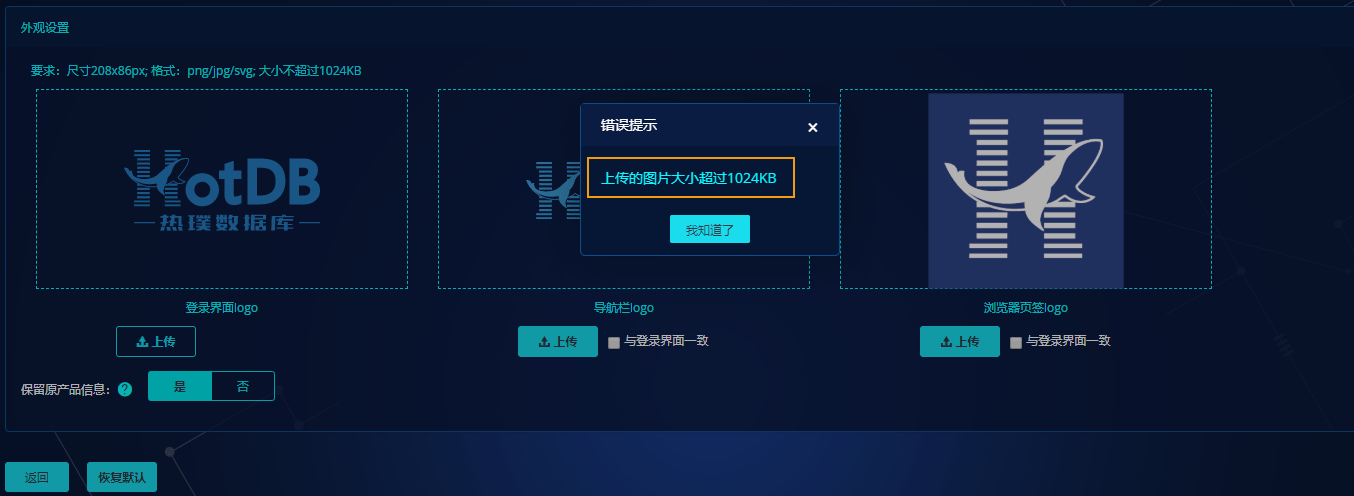 外观设置
要求：尺寸208x86px; 格式：png/jpg/svg; 大小不超过1024KB
HotDB
热璞数据库
H
错误提示
×
上传的图片大小超过1024KB
我知道了
登录界面logo
导航栏logo
浏览器页签logo
上传
上传 与登录界面一致
上传 与登录界面一致
保留原产品信息： ? 是 否
返回 恢复默认